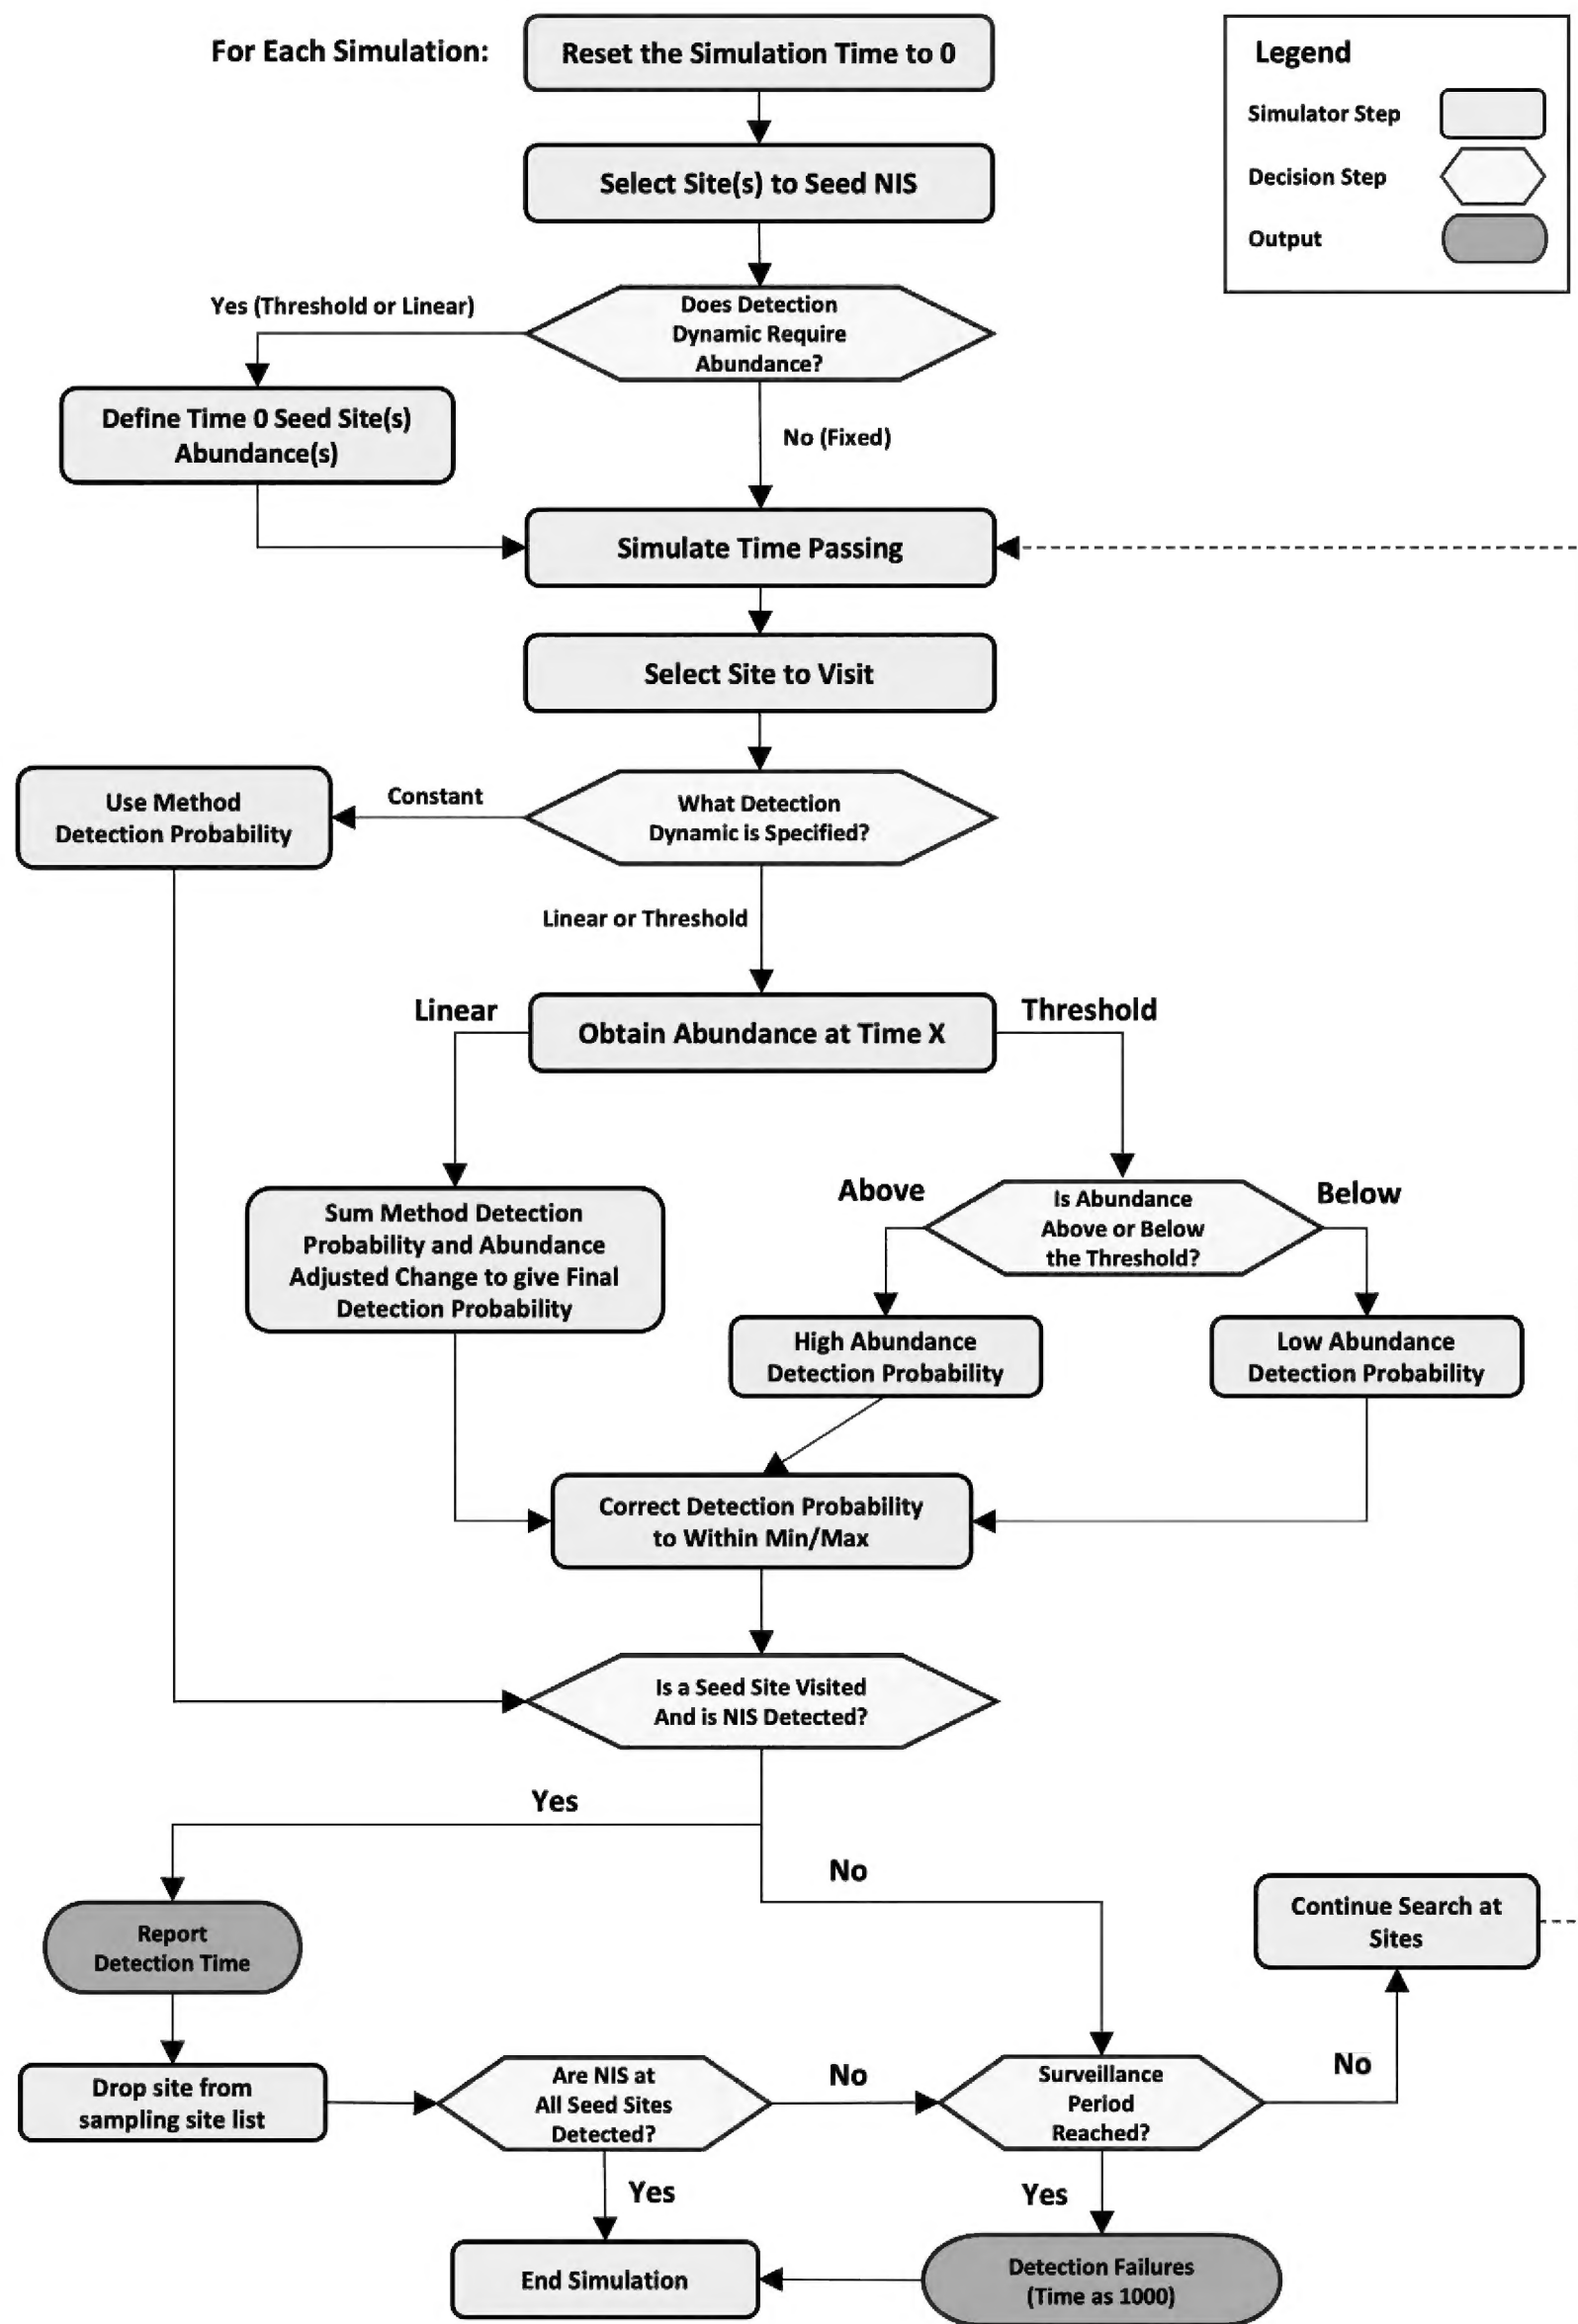 For Each Simulation:
Reset the Simulation Time to 0
Legend
Simulator Step
Decision Step
Output
Select Site(s) to Seed NIS
Does Detection
Dynamic Require
Abundance?
Yes (Threshold or Linear)
Define Time 0 Seed Site(s)
Abundance(s)
No (Fixed)
Simulate Time Passing
Select Site to Visit
What Detection
Dynamic is Specified?
Constant
Use Method
Detection Probability
Linear or Threshold
Linear
Obtain Abundance at Time X
Threshold
Sum Method Detection
Probability and Abundance
Adjusted Change to give Final
Detection Probability
Above
Is Abundance
Above or Below
the Threshold?
Below
High Abundance
Detection Probability
Low Abundance
Detection Probability
Correct Detection Probability
to Within Min/Max
Is a Seed Site Visited
And is NIS Detected?
Yes
No
Report
Detection Time
Continue Search at
Sites
Drop site from
sampling site list
Are NIS at
All Seed Sites
Detected?
No
Surveillance
Period
Reached?
No
Yes
Yes
End Simulation
Detection Failures
(Time as 1000)